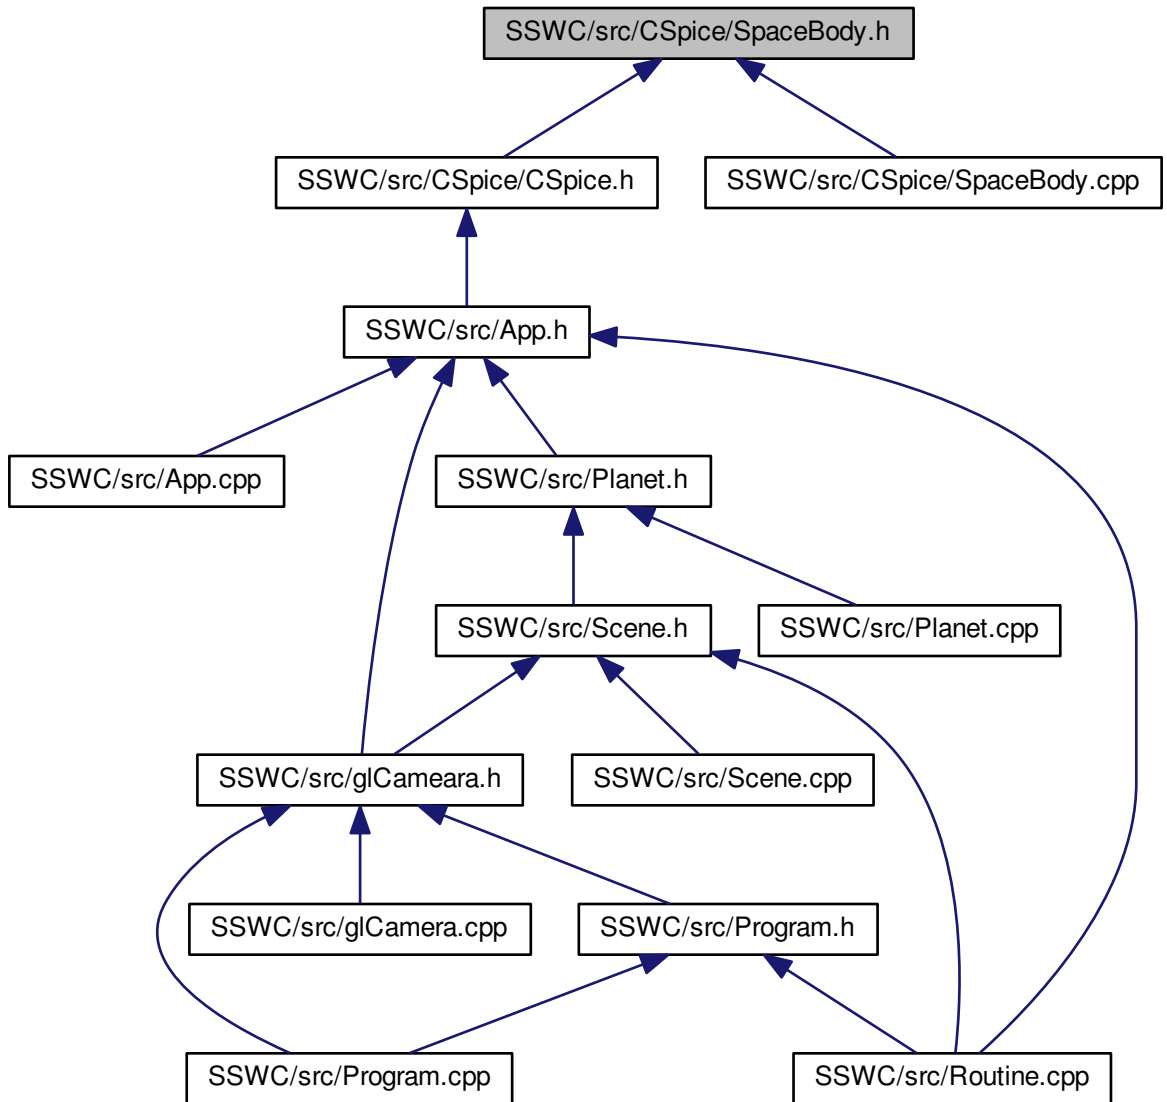 SSWC/src/CSpice/SpaceBody.h
SSWC/src/CSpice/CSpice.h
SSWC/src/CSpice/SpaceBody.cpp
SSWC/src/App.h
SSWC/src/App.cpp
SSWC/src/Planet.h
SSWC/src/Scene.h
SSWC/src/Planet.cpp
SSWC/src/glCameara.h
SSWC/src/Scene.cpp
SSWC/src/glCamera.cpp
SSWC/src/Program.h
SSWC/src/Program.cpp
SSWC/src/Routine.cpp